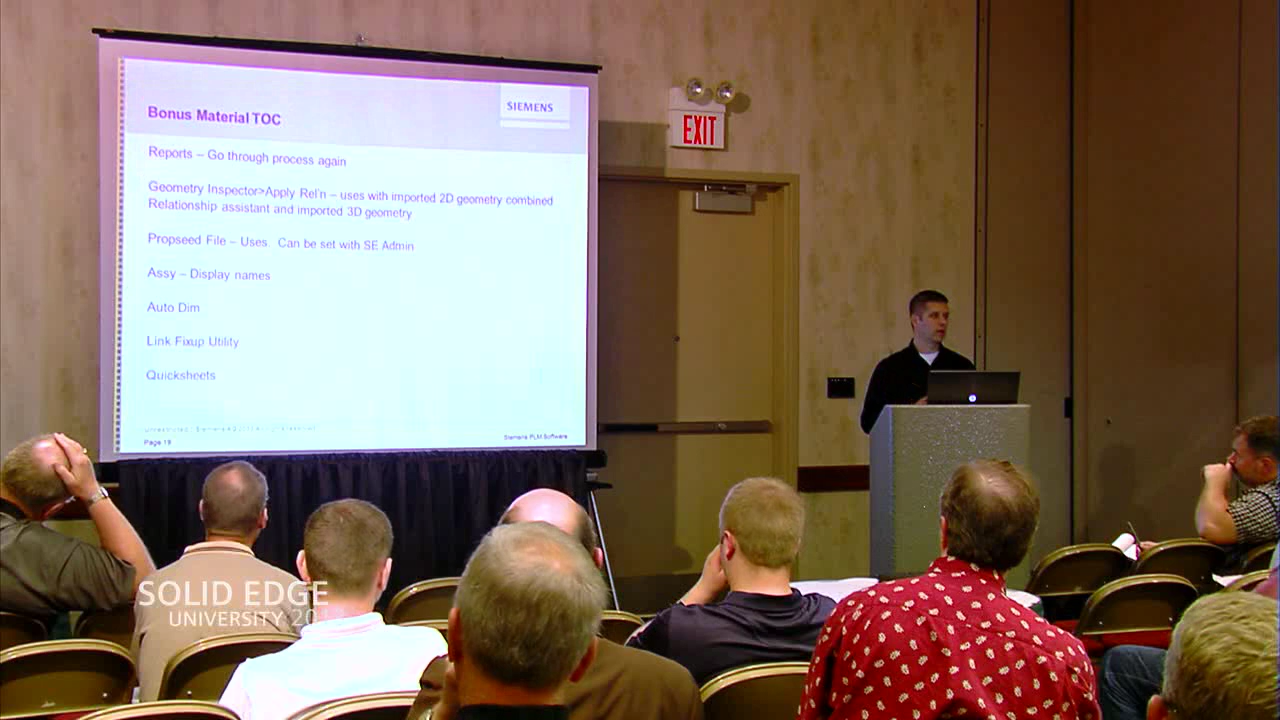 SIEMENS
Bonus Material TOC
Reports – Go through process again
Geometry Inspector>Apply Rel'n – uses with imported 2D geometry combined
Relationship assistant and imported 3D geometry
Propseed File – Uses. Can be set with SE Admin
Assy – Display names
Auto Dim
Link Fixup Utility
Quicksheets
Page 19
Siemens PLM Software
EXIT
SOLID EDGE
UNIVERSITY